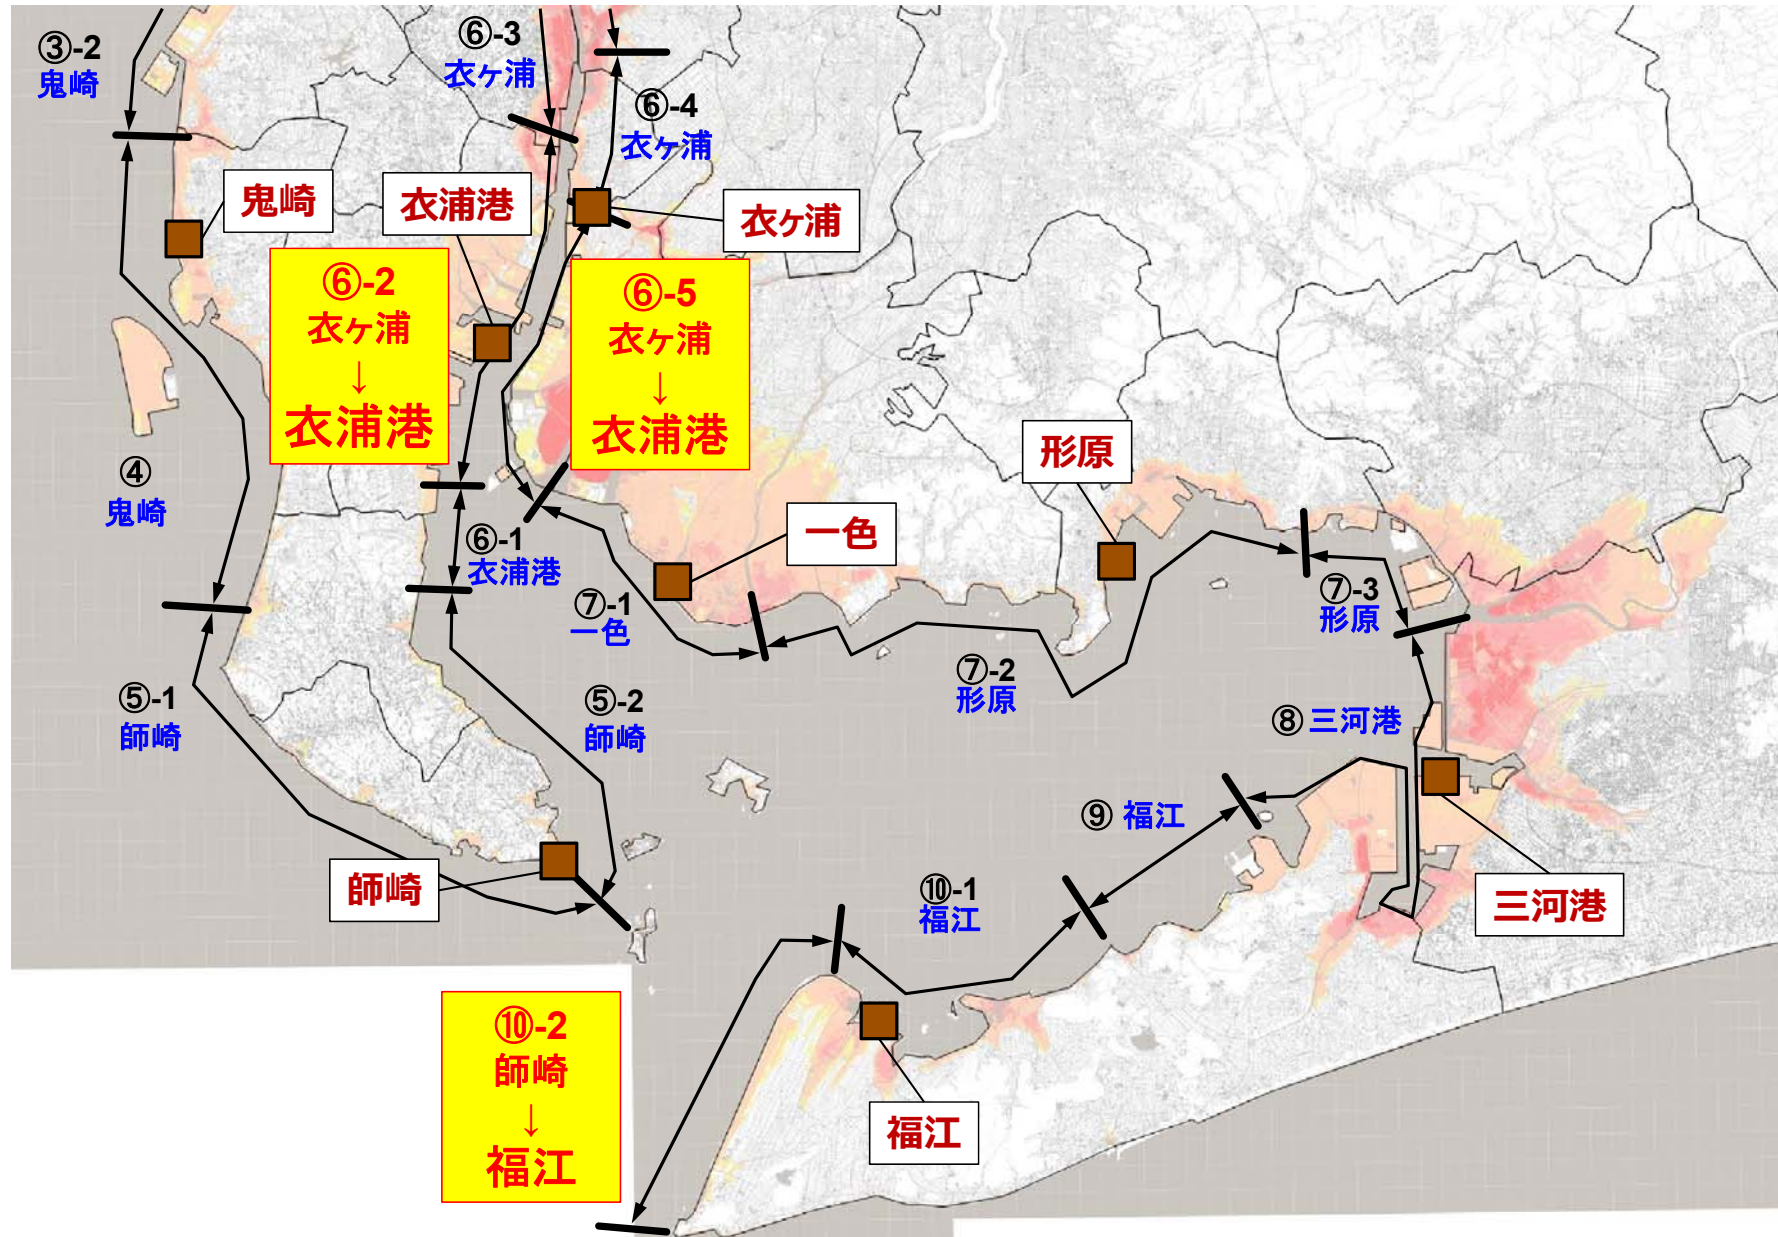 ③-2
鬼崎
⑥-3
衣ヶ浦
⑥-4
衣ヶ浦
鬼崎
衣浦港
衣ヶ浦
⑥-2
衣ヶ浦
↓
衣浦港
⑥-5
衣ヶ浦
↓
衣浦港
④
鬼崎
形原
一色
⑥-1
衣浦港
⑦-1
一色
⑦-3
形原
⑦-2
形原
⑤-1
師崎
⑤-2
師崎
⑧ 三河港
⑨ 福江
師崎
⑩-1
福江
三河港
⑩-2
師崎
↓
福江
福江